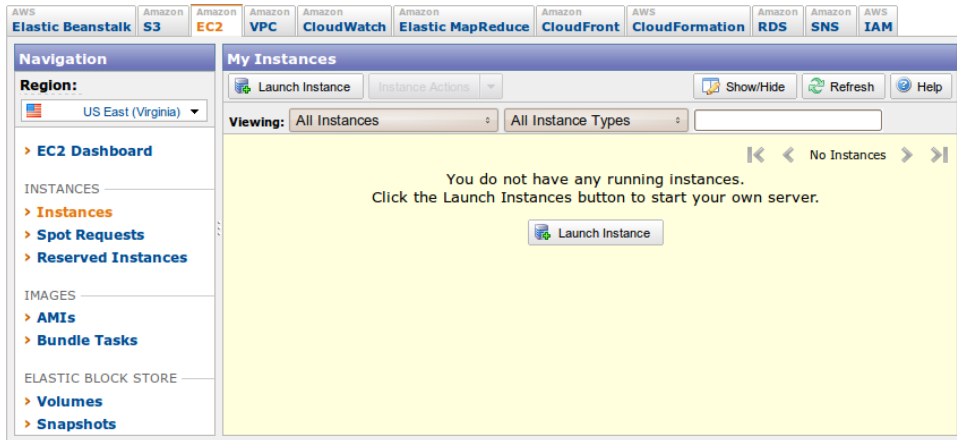 AWS Amazon Amazon Amazon Amazon Amazon Amazon AWS Amazon Amazon AWS
Elastic Beanstalk S3 EC2 VPC CloudWatch Elastic MapReduce CloudFront CloudFormation RDS SNS IAM
Navigation
Region:
US East (Virginia)
EC2 Dashboard
INSTANCES
Instances
Spot Requests
Reserved Instances
IMAGES
AMIs
Bundle Tasks
ELASTIC BLOCK STORE
Volumes
Snapshots
My Instances
Launch Instance Instance Actions Show/Hide Refresh Help
Viewing: All Instances All Instance Types
No Instances
You do not have any running instances.
Click the Launch Instances button to start your own server.
Launch Instance